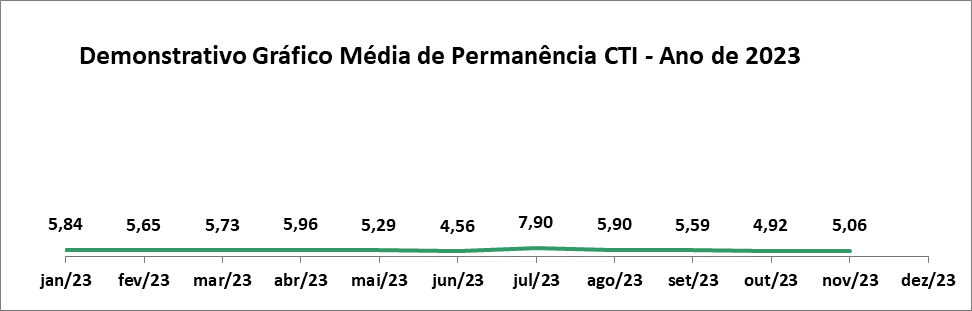 Demonstrativo Gráfico Média de Permanência CTI - Ano de 2023
5,84 5,65 5,73 5,96 5,29 4,56 7,90 5,90 5,59 4,92 5,06
jan/23 fev/23 mar/23 abr/23 mai/23 jun/23 jul/23 ago/23 set/23 out/23 nov/23 dez/23